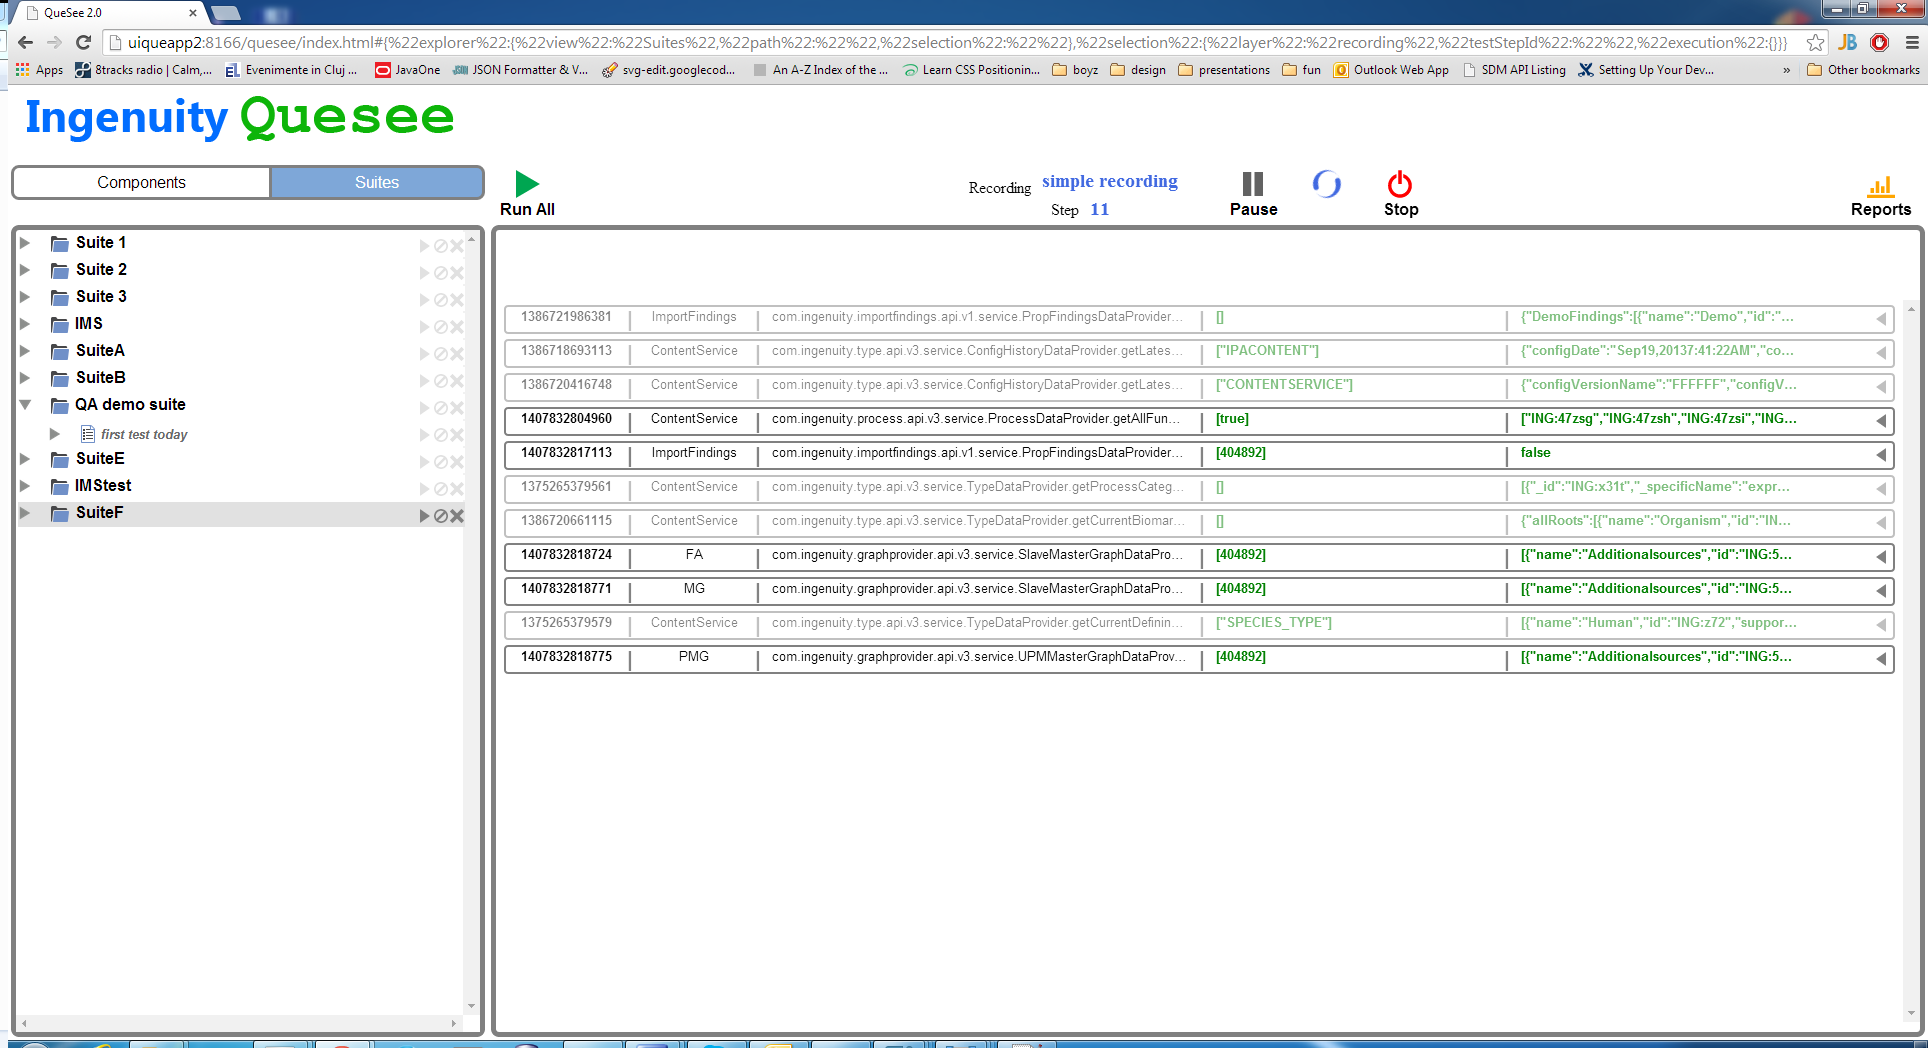 QueSee 2.0
uiqueapp2:8166/quesee/index.html#{%22explorer%22:{%22view%22:%22Suites%22,%22path%22:%22%22,%22selection%22:%22%22},%22selection%22:{%22layer%22:%22recording%22,%22testStepId%22:%22%22,%22execution%22:{}}}
Apps 8tracks radio | Calm,... Evenimente in Cluj ... JavaOne JSON Formatter & V... svg-edit.googlecod... An A-Z Index of the ... Learn CSS Positionin... boyz design presentations fun Outlook Web App SDM API Listing Setting Up Your Dev... » Other bookmarks
Ingenuity Quesee
Components Suites
Run All
Recording simple recording
Step 11
Pause
Stop
Reports
Suite 1
Suite 2
Suite 3
IMS
SuiteA
SuiteB
QA demo suite
first test today
SuiteE
IMStest
SuiteF
1386721986381 | ImportFindings | com.ingenuity.importfindings.api.v1.service.PropFindingsDataProvider... | [] | {"DemoFindings":[{"name":"Demo","id":"...
1386718693113 | ContentService | com.ingenuity.type.api.v3.service.ConfigHistoryDataProvider.getLates... | ["IPACONTENT"] | {"configDate":"Sep19,20137:41:22AM","co...
1386720416748 | ContentService | com.ingenuity.type.api.v3.service.ConfigHistoryDataProvider.getLates... | ["CONTENTSERVICE"] | {"configVersionName":"FFFFFF","configV...
1407832804960 | ContentService | com.ingenuity.process.api.v3.service.ProcessDataProvider.getAllFun... | [true] | ["ING:47zsg","ING:47zsh","ING:47zsi","ING...
1407832817113 | ImportFindings | com.ingenuity.importfindings.api.v1.service.PropFindingsDataProvider... | [404892] | false
1375265379561 | ContentService | com.ingenuity.type.api.v3.service.TypeDataProvider.getProcessCateg... | [] | [{"_id":"ING:x31t","_specificName":"expr...
1386720661115 | ContentService | com.ingenuity.type.api.v3.service.TypeDataProvider.getCurrentBiomar... | [] | {"allRoots":[{"name":"Organism","id":"IN...
1407832818724 | FA | com.ingenuity.graphprovider.api.v3.service.SlaveMasterGraphDataPro... | [404892] | [{"name":"Additionalsources","id":"ING:5...
1407832818771 | MG | com.ingenuity.graphprovider.api.v3.service.SlaveMasterGraphDataPro... | [404892] | [{"name":"Additionalsources","id":"ING:5...
1375265379579 | ContentService | com.ingenuity.type.api.v3.service.TypeDataProvider.getCurrentDefinin... | ["SPECIES_TYPE"] | [{"name":"Human","id":"ING:z72","suppor...
1407832818775 | PMG | com.ingenuity.graphprovider.api.v3.service.UPMMasterGraphDataProv... | [404892] | [{"name":"Additionalsources","id":"ING:5...